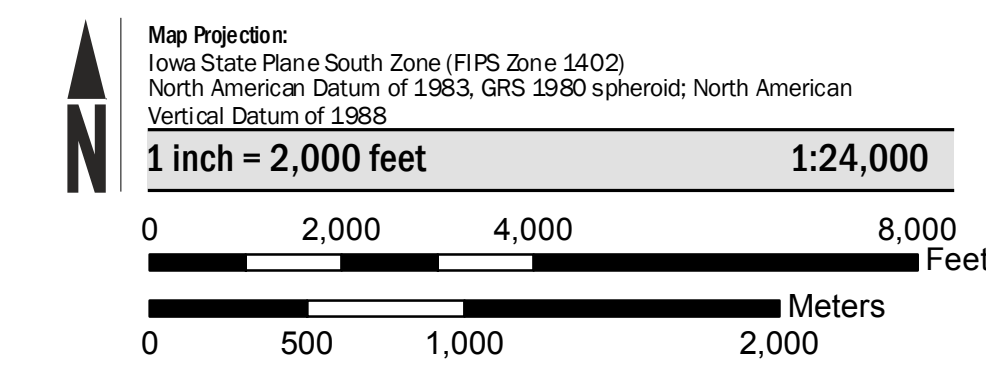 Map Projection:
Iowa State Plane South Zone (FIPS Zone 1402)
North American Datum of 1983, GRS 1980 spheroid; North American
Vertical Datum of 1988
N
1 inch = 2,000 feet 1:24,000
0 2,000 4,000 8,000
Feet
Meters
0 500 1,000 2,000